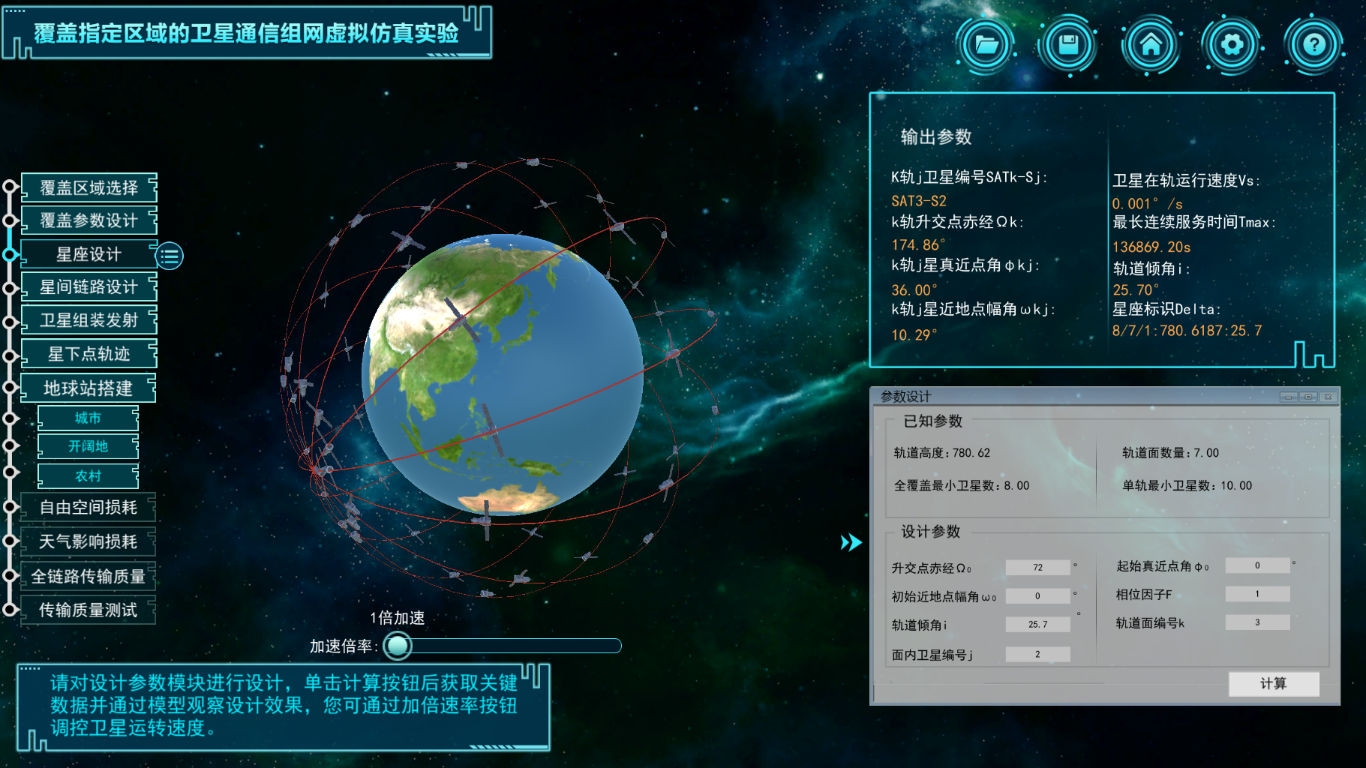 覆盖指定区域的卫星通信组网虚拟仿真实验
覆盖区域选择
覆盖参数设计
星座设计
星间链路设计
卫星组装发射
星下点轨迹
地球站搭建
城市
开阔地
农村
自由空间损耗
天气影响损耗
全链路传输质量
传输质量测试
1倍加速
加速倍率:
请对设计参数模块进行设计，单击计算按钮后获取关键
数据并通过模型观察设计效果，您可通过加倍速率按钮
调控卫星运转速度。
输出参数
K轨j卫星编号SATk-Sj:
SAT3-S2
k轨升交点赤经Ωk:
174.86°
k轨j星真近点角φkj:
36.00°
k轨j星近地点幅角ωkj:
10.29°
卫星在轨运行速度Vs:
0.001° /s
最长连续服务时间Tmax:
136869.20s
轨道倾角i:
25.70°
星座标识Delta:
8/7/1:780.6187:25.7
参数设计
已知参数
轨道高度:780.62
轨道面数量:7.00
全覆盖最小卫星数:8.00
单轨最小卫星数:10.00
设计参数
升交点赤经Ω₀ 72 °
起始真近点角φ₀ 0 °
初始近地点幅角ω₀ 0 °
相位因子F 1
轨道倾角i 25.7 °
轨道面编号k 3
面内卫星编号j 2
计算